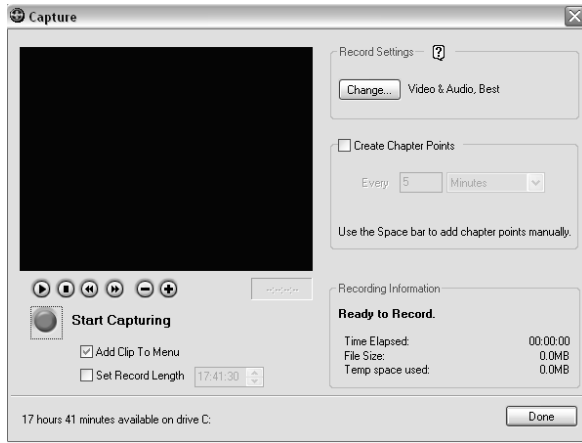 Capture
Record Settings
Change... Video & Audio, Best
Create Chapter Points
Every 5 Minutes
Use the Space bar to add chapter points manually.
--:--:--:--
Start Capturing
Add Clip To Menu
Set Record Length 17:41:30
Recording Information
Ready to Record.
Time Elapsed: 00:00:00
File Size: 0.0MB
Temp space used: 0.0MB
17 hours 41 minutes available on drive C:
Done